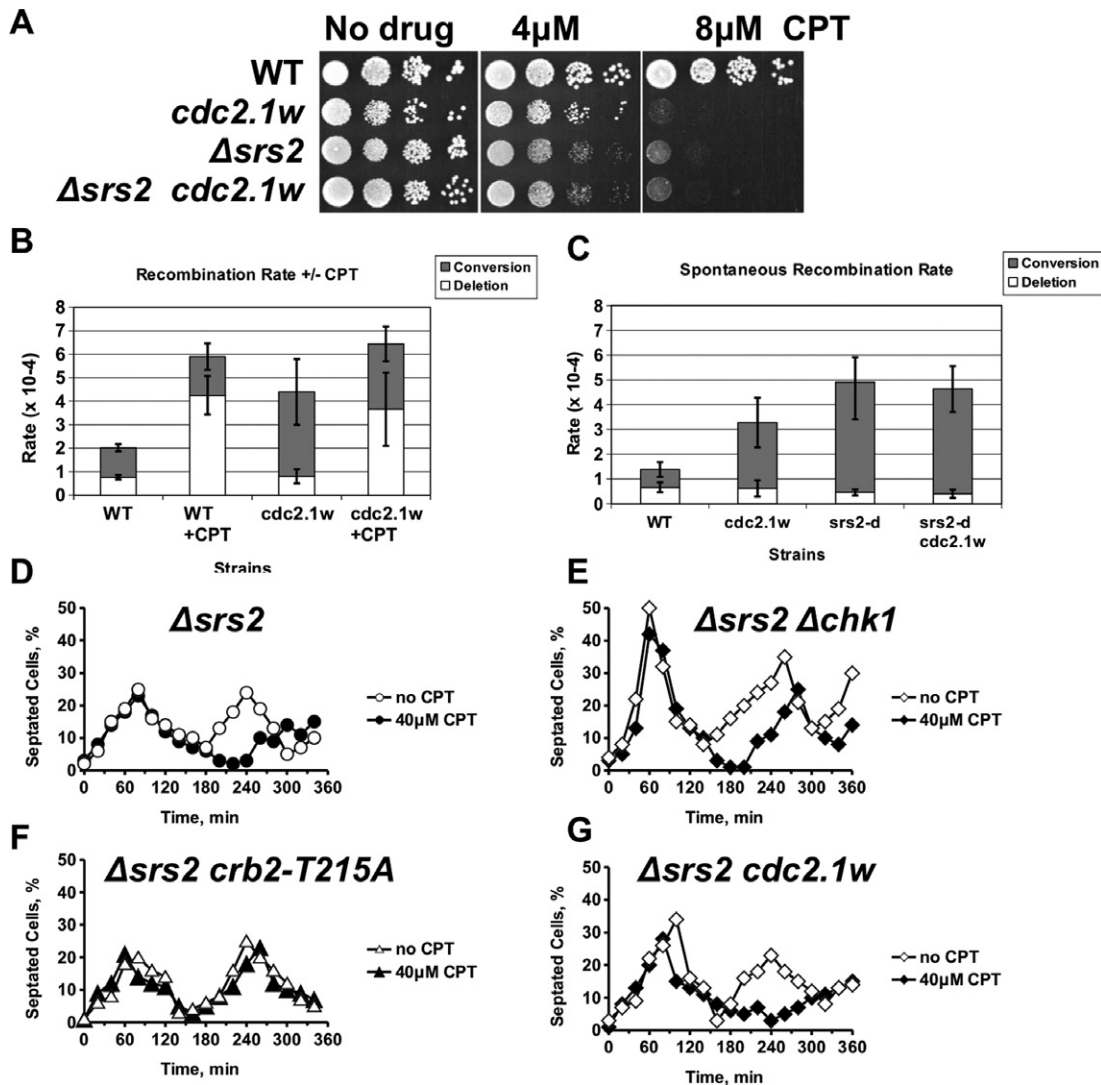 A
No drug 4µM 8µM CPT
WT
cdc2.1w
Δsrs2
Δsrs2 cdc2.1w
B
Recombination Rate +/- CPT
Conversion
Deletion
Rate (x 10-4)
8
7
6
5
4
3
2
1
0
WT WT +CPT cdc2.1w cdc2.1w +CPT
Strains
C
Spontaneous Recombination Rate
Conversion
Deletion
Rate (x 10-4)
8
7
6
5
4
3
2
1
0
WT cdc2.1w srs2-d srs2-d cdc2.1w
Strains
D
Δsrs2
Septated Cells, %
50
40
30
20
10
0
0 60 120 180 240 300 360
Time, min
no CPT
40µM CPT
E
Δsrs2 Δchk1
Septated Cells, %
50
40
30
20
10
0
0 60 120 180 240 300 360
Time, min
no CPT
40µM CPT
F
Δsrs2 crb2-T215A
Septated Cells, %
50
40
30
20
10
0
0 60 120 180 240 300 360
Time, min
no CPT
40µM CPT
G
Δsrs2 cdc2.1w
Septated Cells, %
50
40
30
20
10
0
0 60 120 180 240 300 360
Time, min
no CPT
40µM CPT